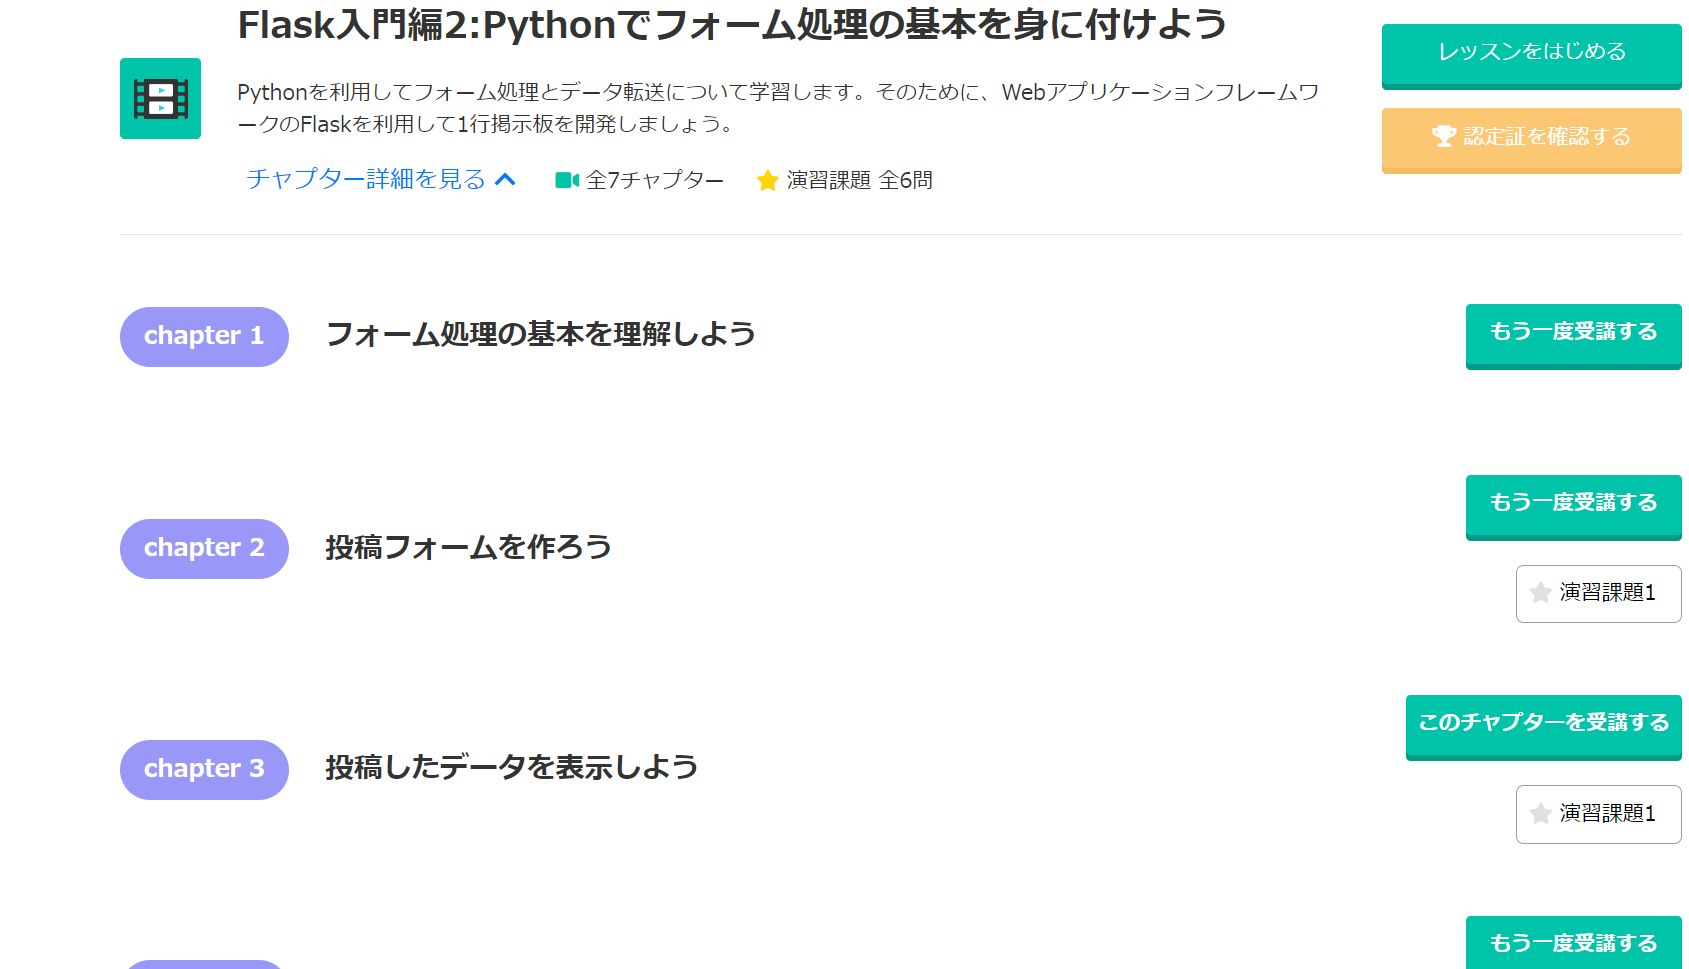 Flask入門編2:Pythonでフォーム処理の基本を身に付けよう
レッスンをはじめる
Pythonを利用してフォーム処理とデータ転送について学習します。そのために、Webアプリケーションフレームワ
ークのFlaskを利用して1行掲示板を開発しましょう。
認定証を確認する
チャプター詳細を見る 全7チャプター 演習課題 全6問
chapter 1 フォーム処理の基本を理解しよう もう一度受講する
もう一度受講する
chapter 2 投稿フォームを作ろう
演習課題1
このチャプターを受講する
chapter 3 投稿したデータを表示しよう
演習課題1
もう一度受講する